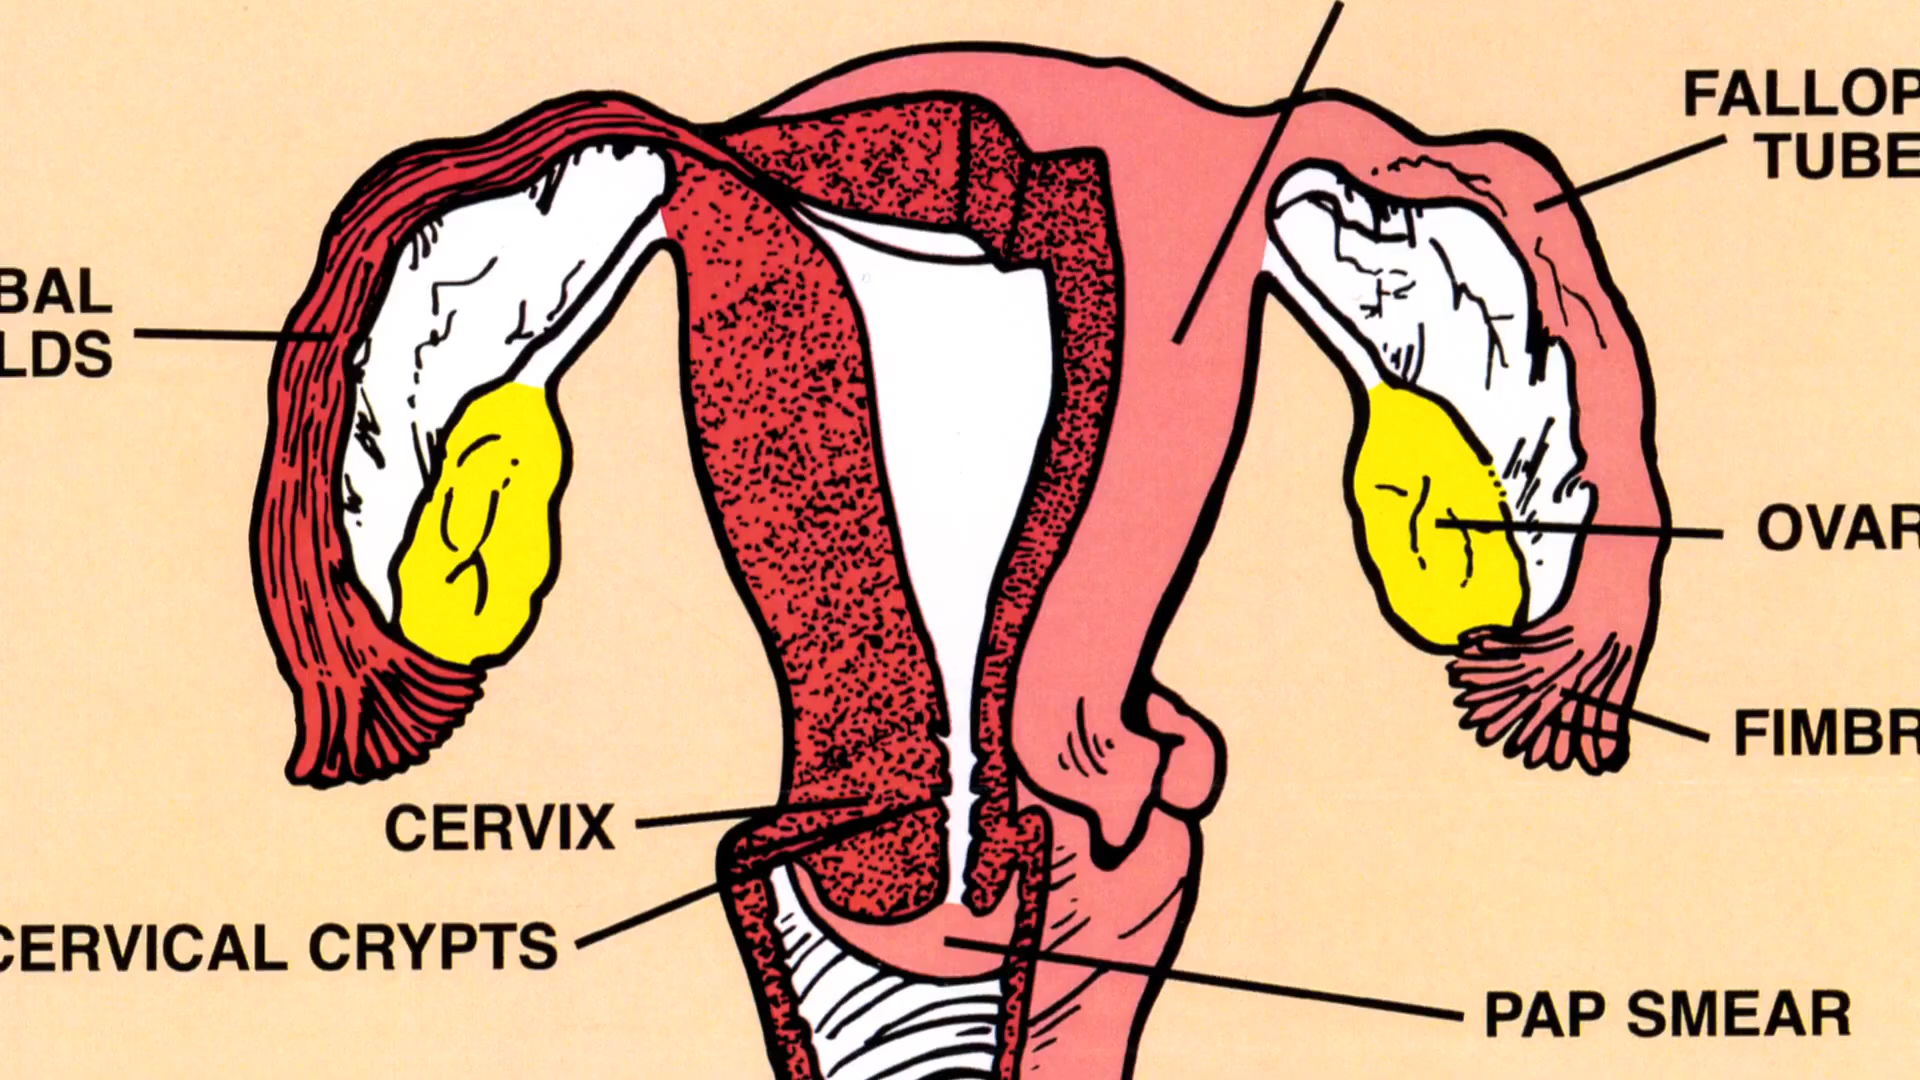 FALLOP
TUBE
BAL
LDS
OVAR
FIMBR
CERVIX
CERVICAL CRYPTS
PAP SMEAR